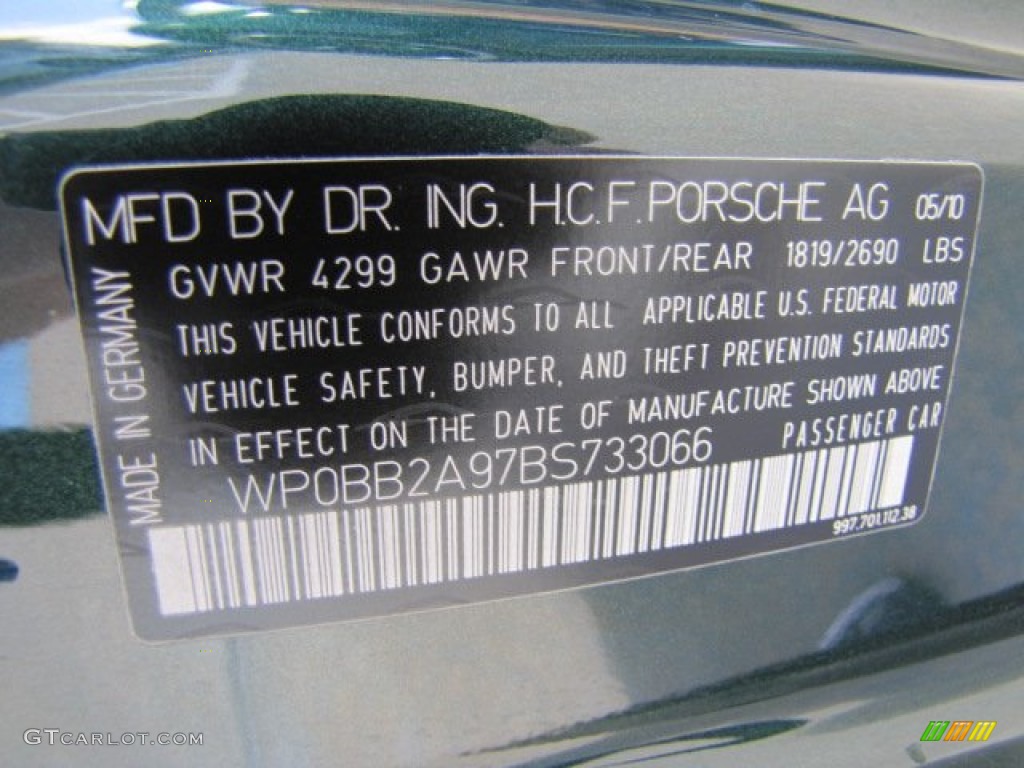 MFD BY DR. ING. H.C.F. PORSCHE AG 05/10
GVWR 4299 GAWR FRONT/REAR 1819/2690 LBS
THIS VEHICLE CONFORMS TO ALL APPLICABLE U.S. FEDERAL MOTOR
VEHICLE SAFETY, BUMPER, AND THEFT PREVENTION STANDARDS
IN EFFECT ON THE DATE OF MANUFACTURE SHOWN ABOVE
WP0BB2A97BS733066 PASSENGER CAR
997.701.112.38
MADE IN GERMANY
GTCARLOT.COM